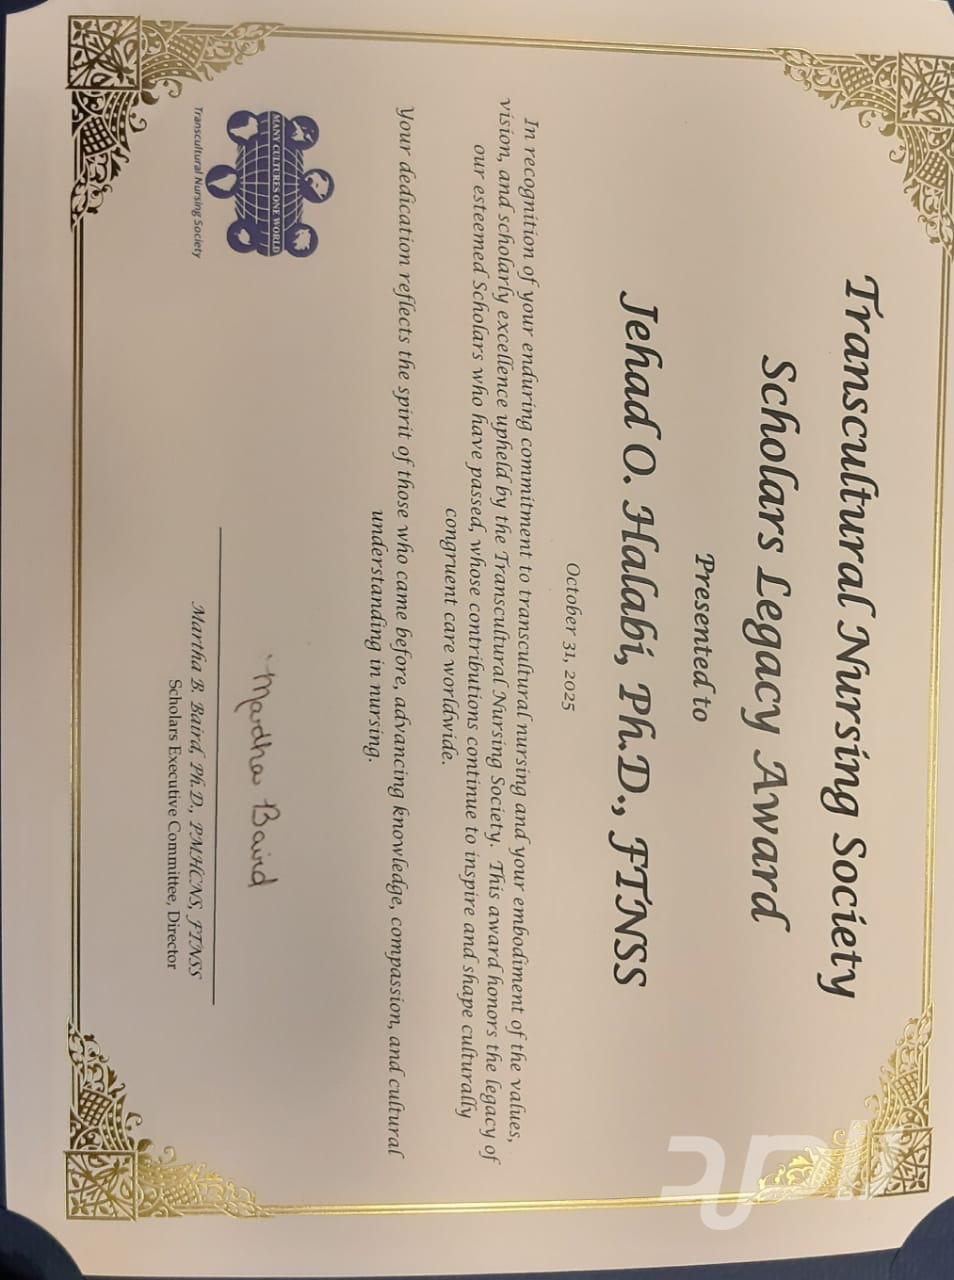 Transcultural Nursing Society
Scholars Legacy Award
Presented to
Jehad O. Halabi, Ph.D., FTNSS
October 31, 2025
In recognition of your enduring commitment to transcultural nursing and your embodiment of the values,
vision, and scholarly excellence upheld by the Transcultural Nursing Society. This award honors the legacy of
our esteemed Scholars who have passed, whose contributions continue to inspire and shape culturally
congruent care worldwide.
Your dedication reflects the spirit of those who came before, advancing knowledge, compassion, and cultural
understanding in nursing.
MANY CULTURES ONE WORLD
Transcultural Nursing Society
Martha Baird
Martha B. Baird, Ph.D., PMHCNS, FTNSS
Scholars Executive Committee, Director